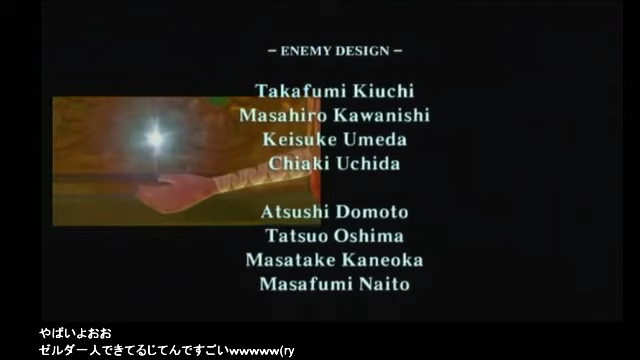 – ENEMY DESIGN –
Takafumi Kiuchi
Masahiro Kawanishi
Keisuke Umeda
Chiaki Uchida
Atsushi Domoto
Tatsuo Oshima
Masatake Kaneoka
Masafumi Naito
やばいよおお
ゼルダ一人できてるじてんですごいwwwww(ry